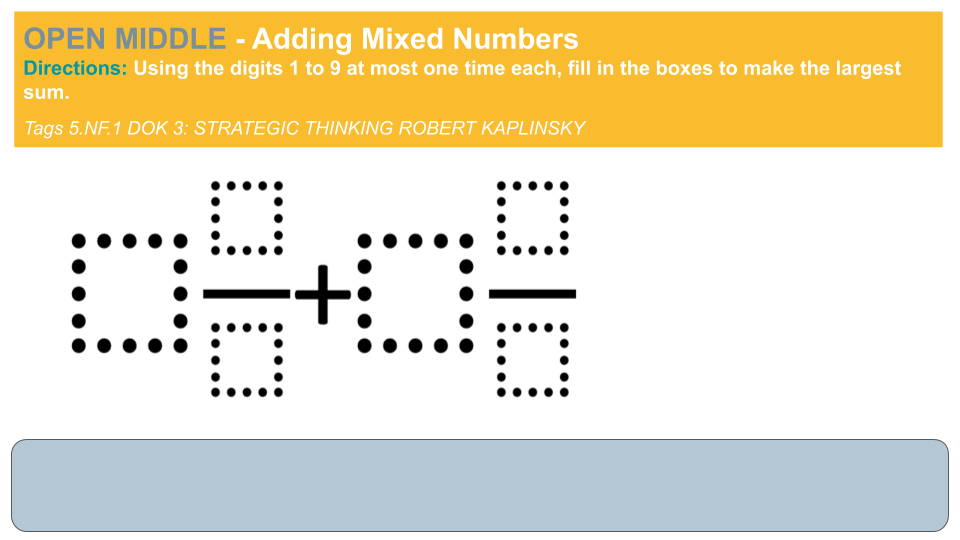 OPEN MIDDLE - Adding Mixed Numbers
Directions: Using the digits 1 to 9 at most one time each, fill in the boxes to make the largest
sum.
Tags 5.NF.1 DOK 3: STRATEGIC THINKING ROBERT KAPLINSKY
+